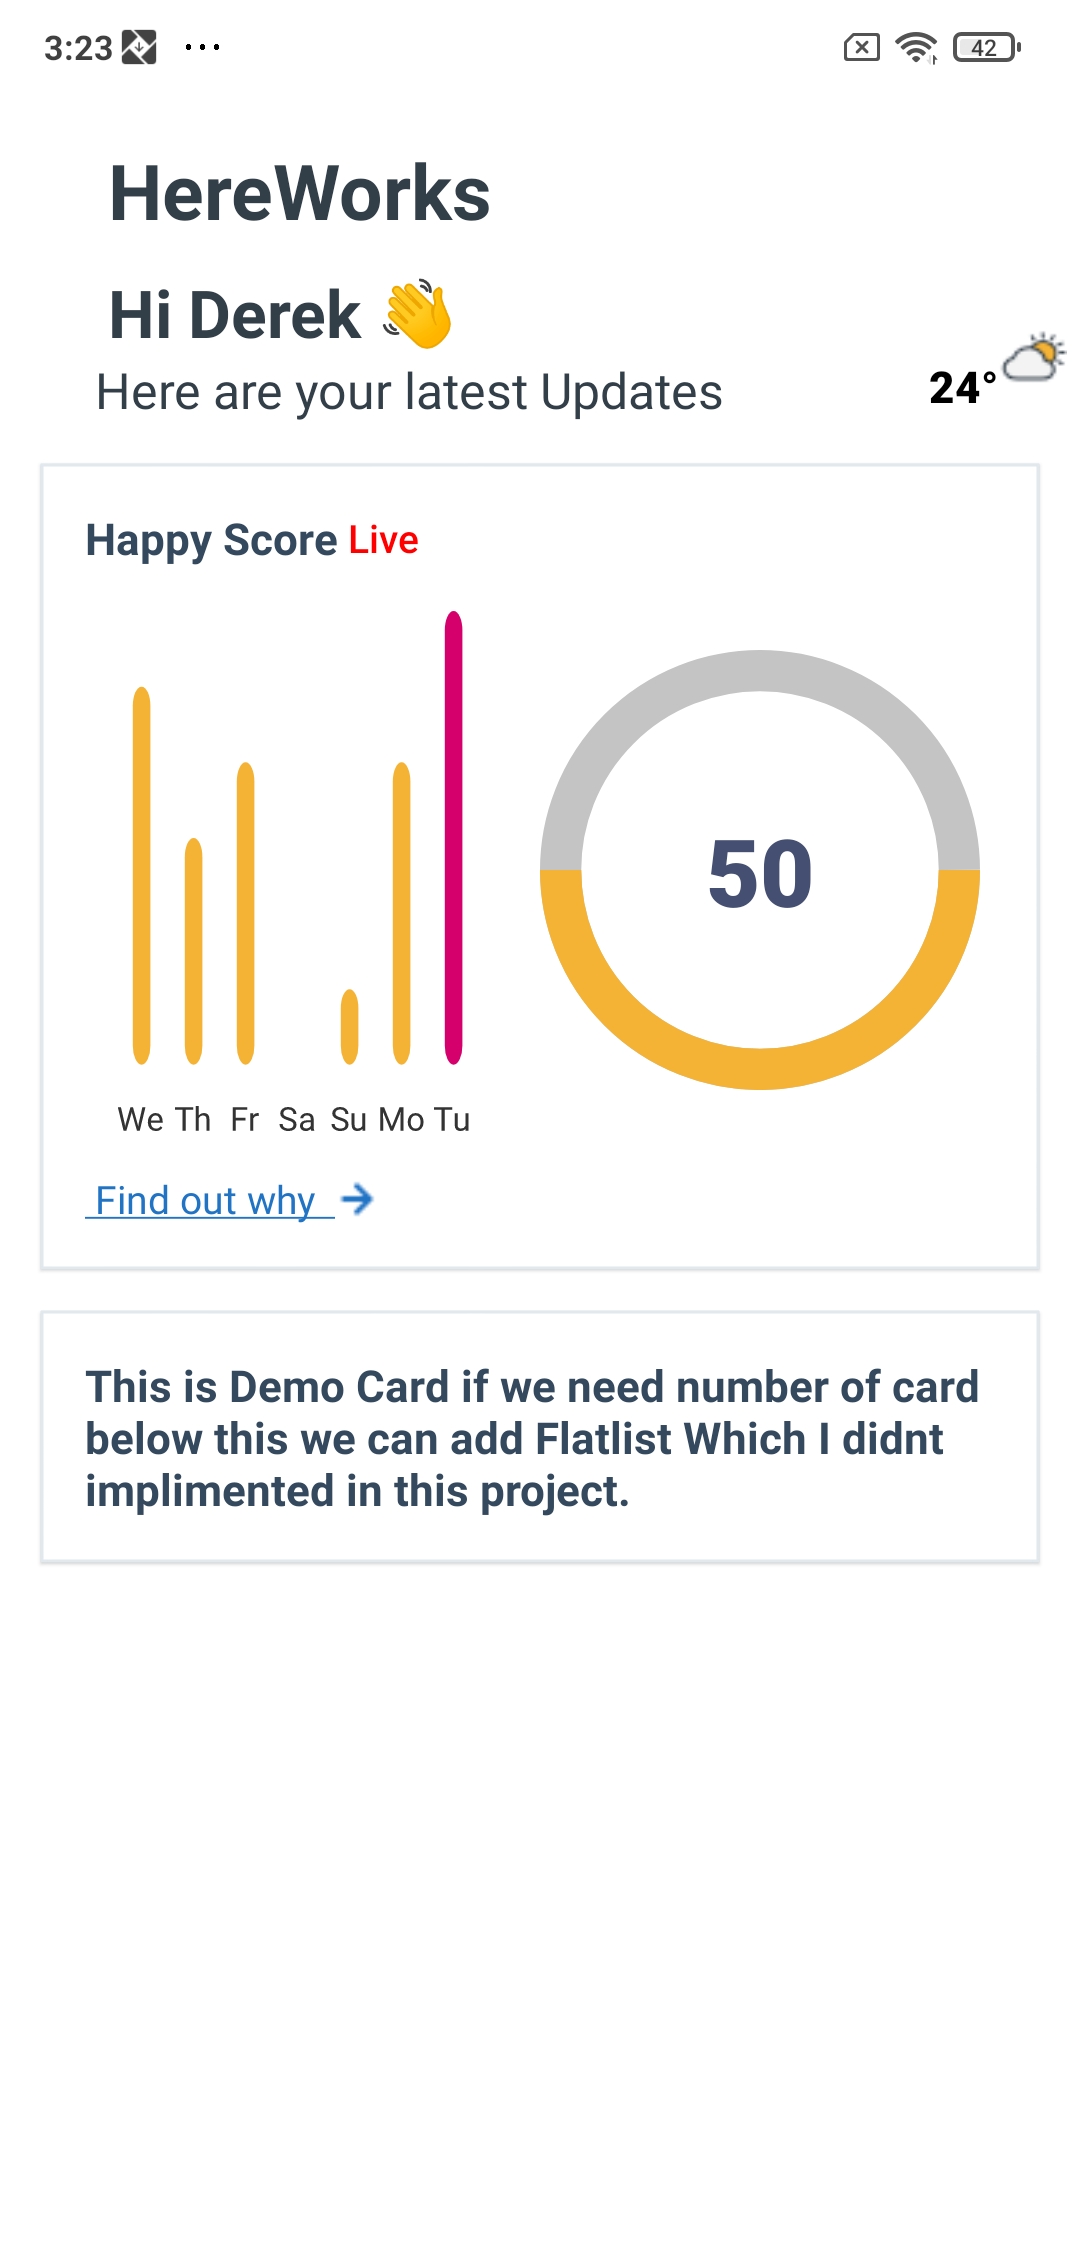 3:23 ... 42
HereWorks
Hi Derek 👋
Here are your latest Updates
24°
Happy Score Live
50
We Th Fr Sa Su Mo Tu
Find out why →
This is Demo Card if we need number of card
below this we can add Flatlist Which I didnt
implimented in this project.